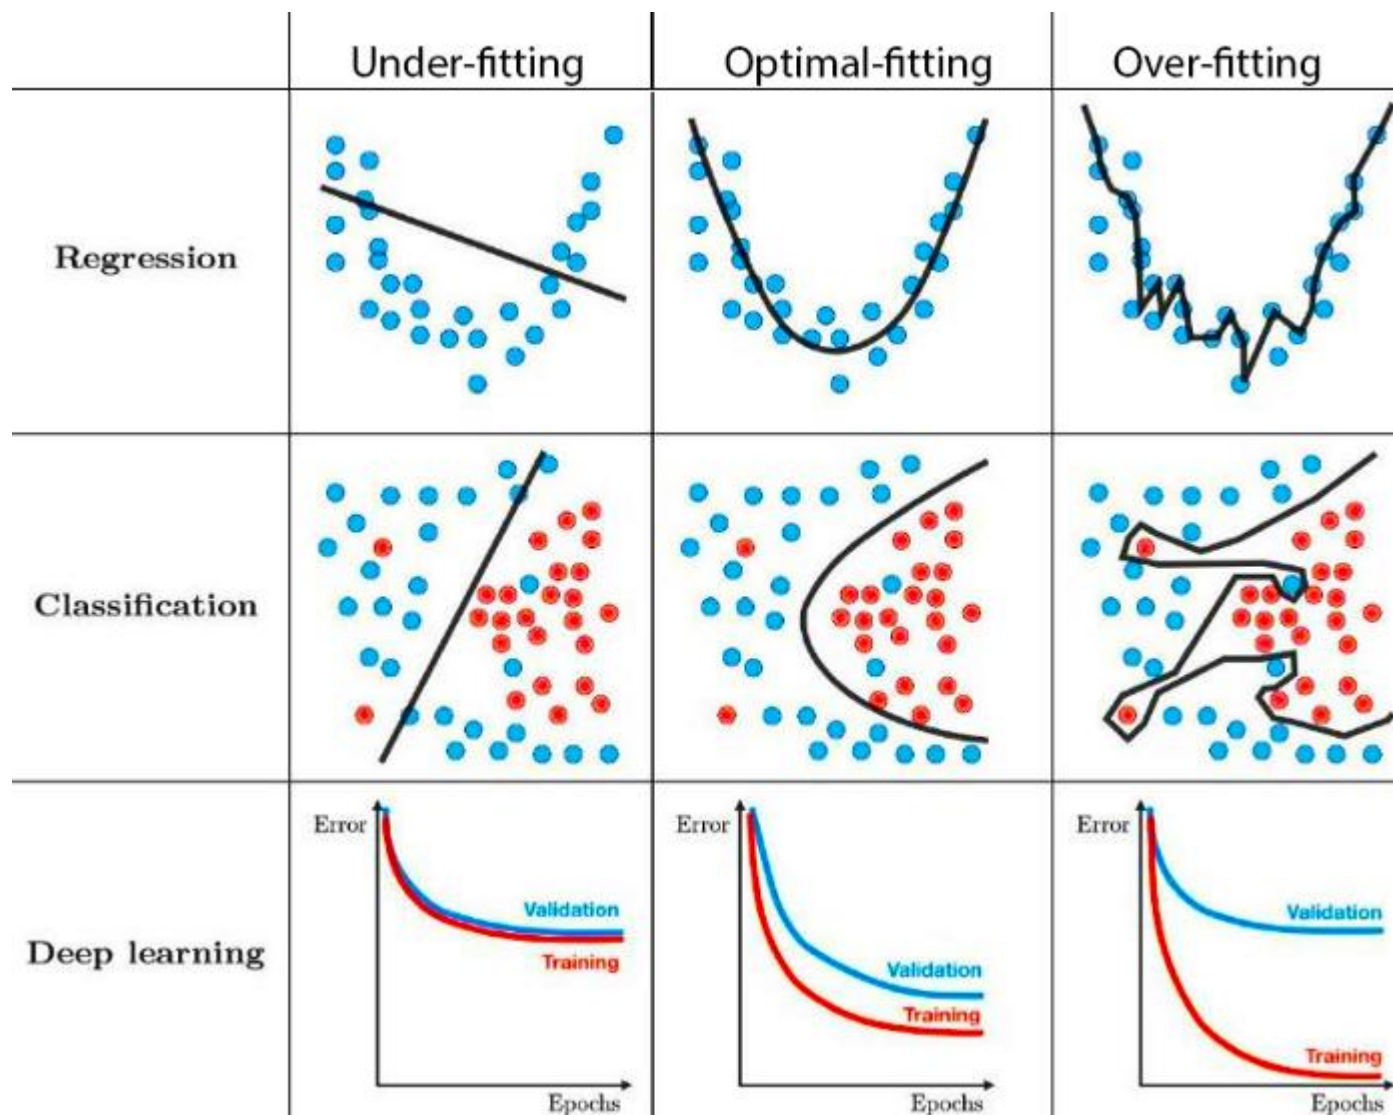 Under-fitting
Optimal-fitting
Over-fitting
Regression
Classification
Deep learning
Error
Validation
Training
Epochs
Error
Validation
Training
Epochs
Error
Validation
Training
Epochs